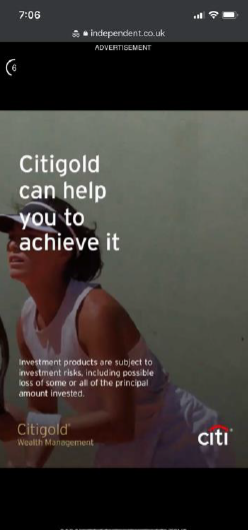 7:06
independent.co.uk
ADVERTISEMENT
6
Citigold
can help
you to
achieve it
Investment products are subject to
investment risks, including possible
loss of some or all of the principal
amount invested.
Citigold®
Wealth Management
citi®